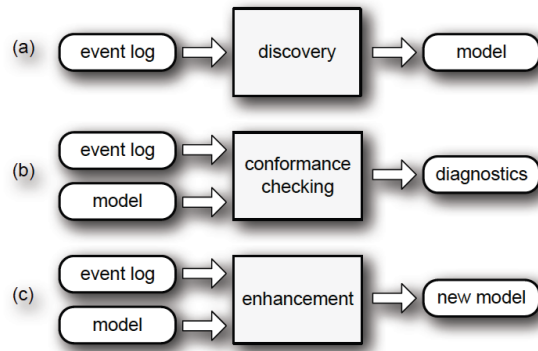 (a)
event log
discovery
model
(b)
event log
model
conformance
checking
diagnostics
(c)
event log
model
enhancement
new model